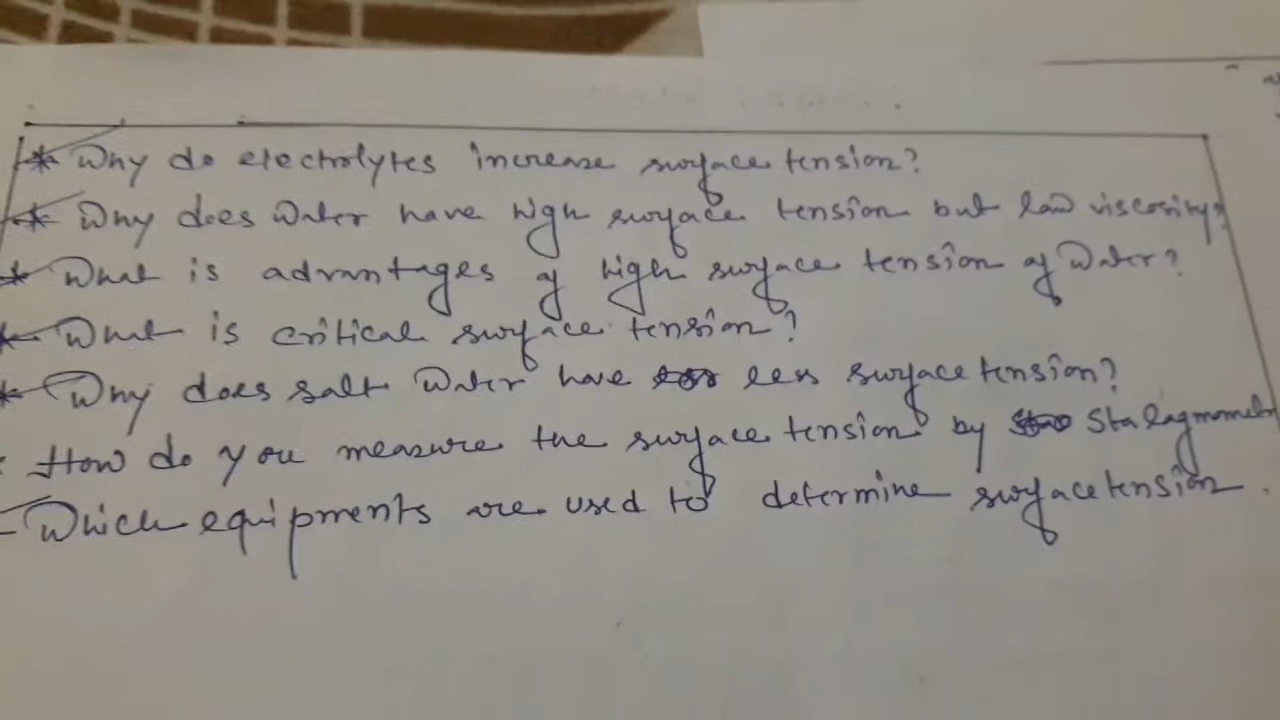 * Why do electrolytes increase surface tension?
* Why does water have high surface tension but low viscosity?
* What is advantages of high surface tension of water?
* What is critical surface tension?
* Why does salt water have less surface tension?
: How do you measure the surface tension by Stalagmomet
- Which equipments are used to determine surface tension.